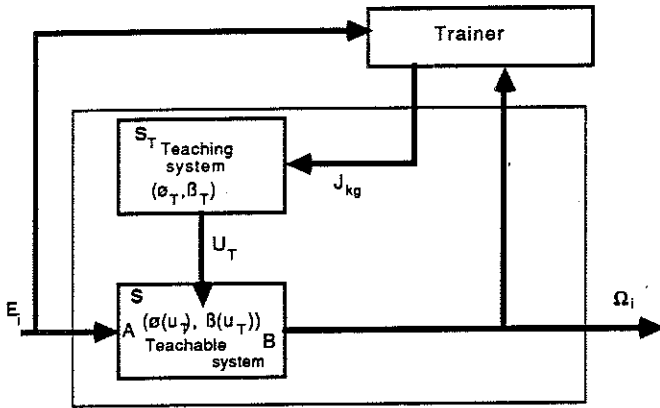 Trainer
S_T Teaching
system
(ø_T, ß_T)
J_kg
U_T
S
E_i
Ω_i
A (ø(u_T), ß(u_T)) B
Teachable
system